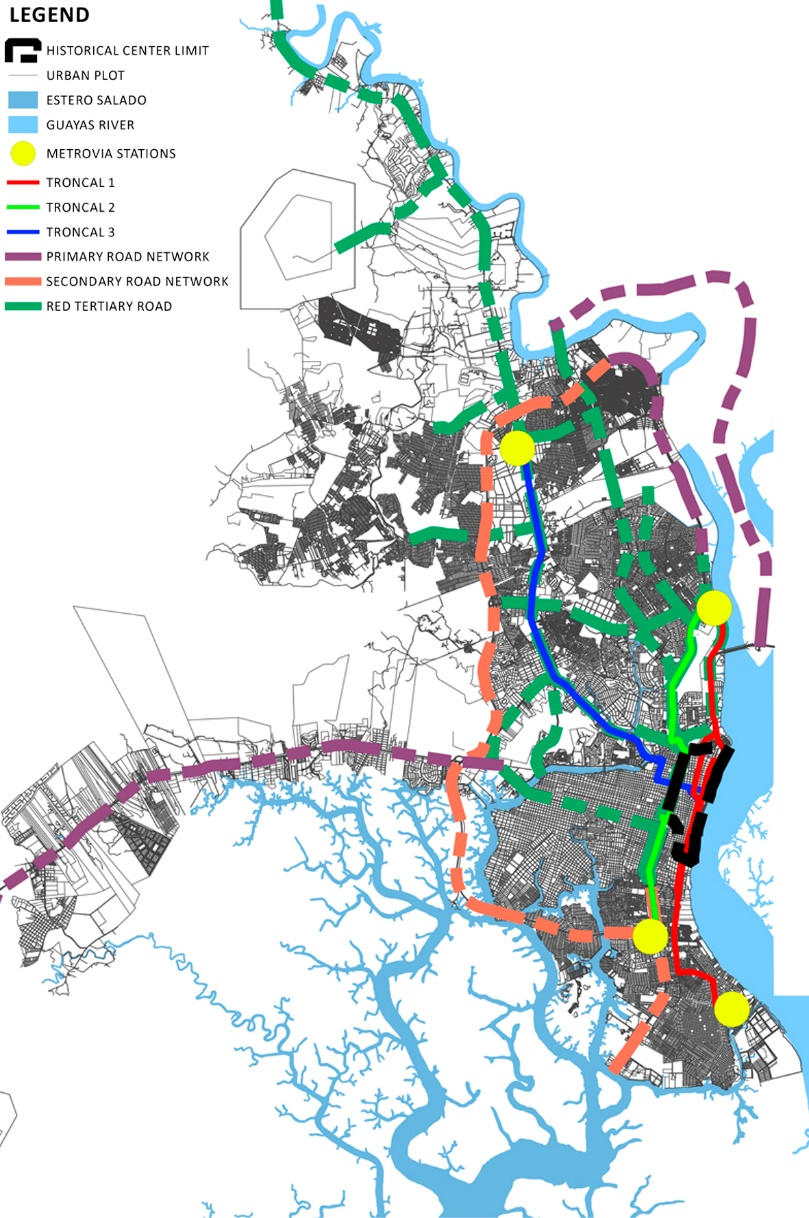 LEGEND
HISTORICAL CENTER LIMIT
URBAN PLOT
ESTERO SALADO
GUAYAS RIVER
METROVIA STATIONS
TRONCAL 1
TRONCAL 2
TRONCAL 3
PRIMARY ROAD NETWORK
SECONDARY ROAD NETWORK
RED TERTIARY ROAD